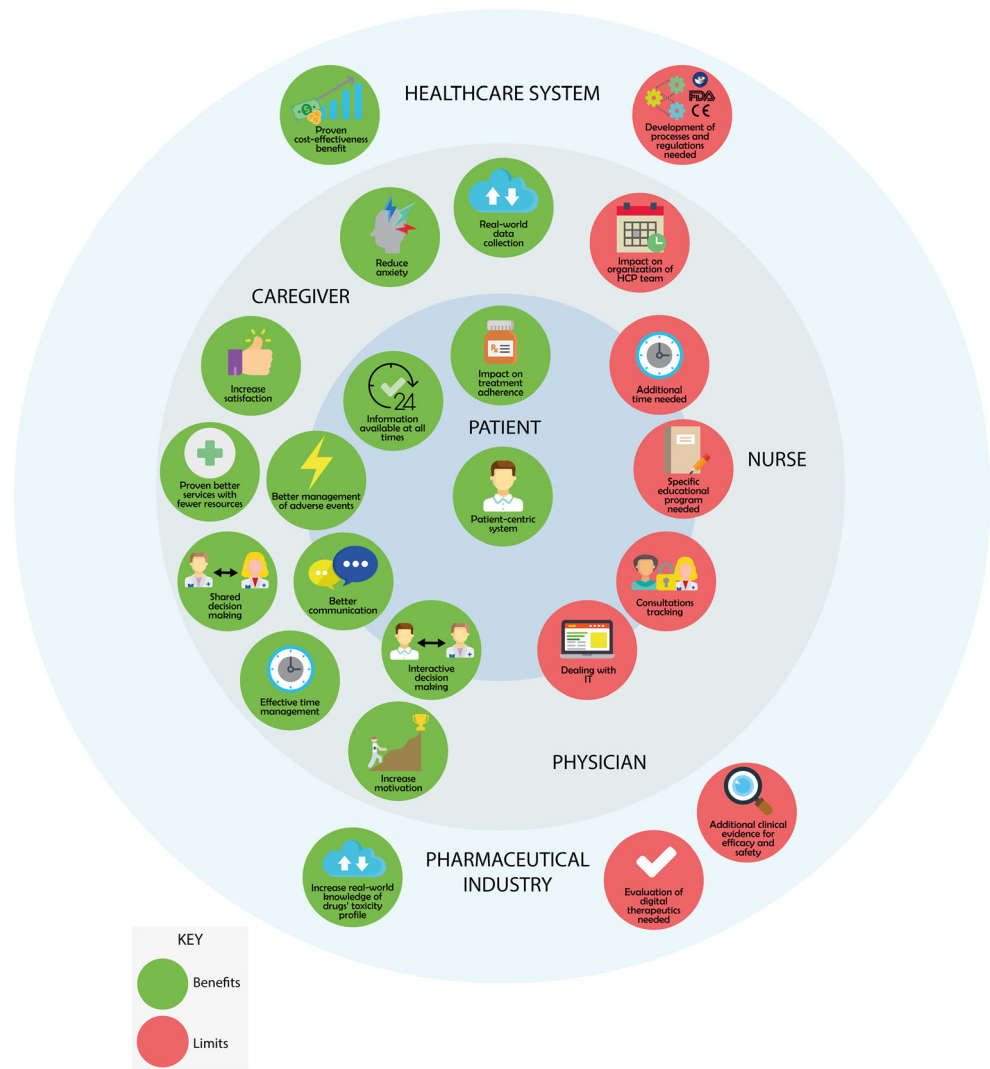 HEALTHCARE SYSTEM
Proven
cost-effectiveness
benefit
FDA
CE
Development of
processes and
regulations
needed
Real-world
data
collection
Reduce
anxiety
Impact on
organization of
HCP team
CAREGIVER
Increase
satisfaction
Impact on
treatment
adherence
Additional
time needed
24
Information
available at all
times
PATIENT
Proven better
services with
fewer resources
Better management
of adverse events
Patient-centric
system
Specific
educational
program
needed
NURSE
Shared
decision
making
Better
communication
Consultations
tracking
Interactive
decision
making
Dealing with
IT
Effective time
management
Increase
motivation
PHYSICIAN
Additional clinical
evidence for
efficacy and
safety
PHARMACEUTICAL
INDUSTRY
Increase real-world
knowledge of
drugs' toxicity
profile
Evaluation of
digital
therapeutics
needed
KEY
Benefits
Limits